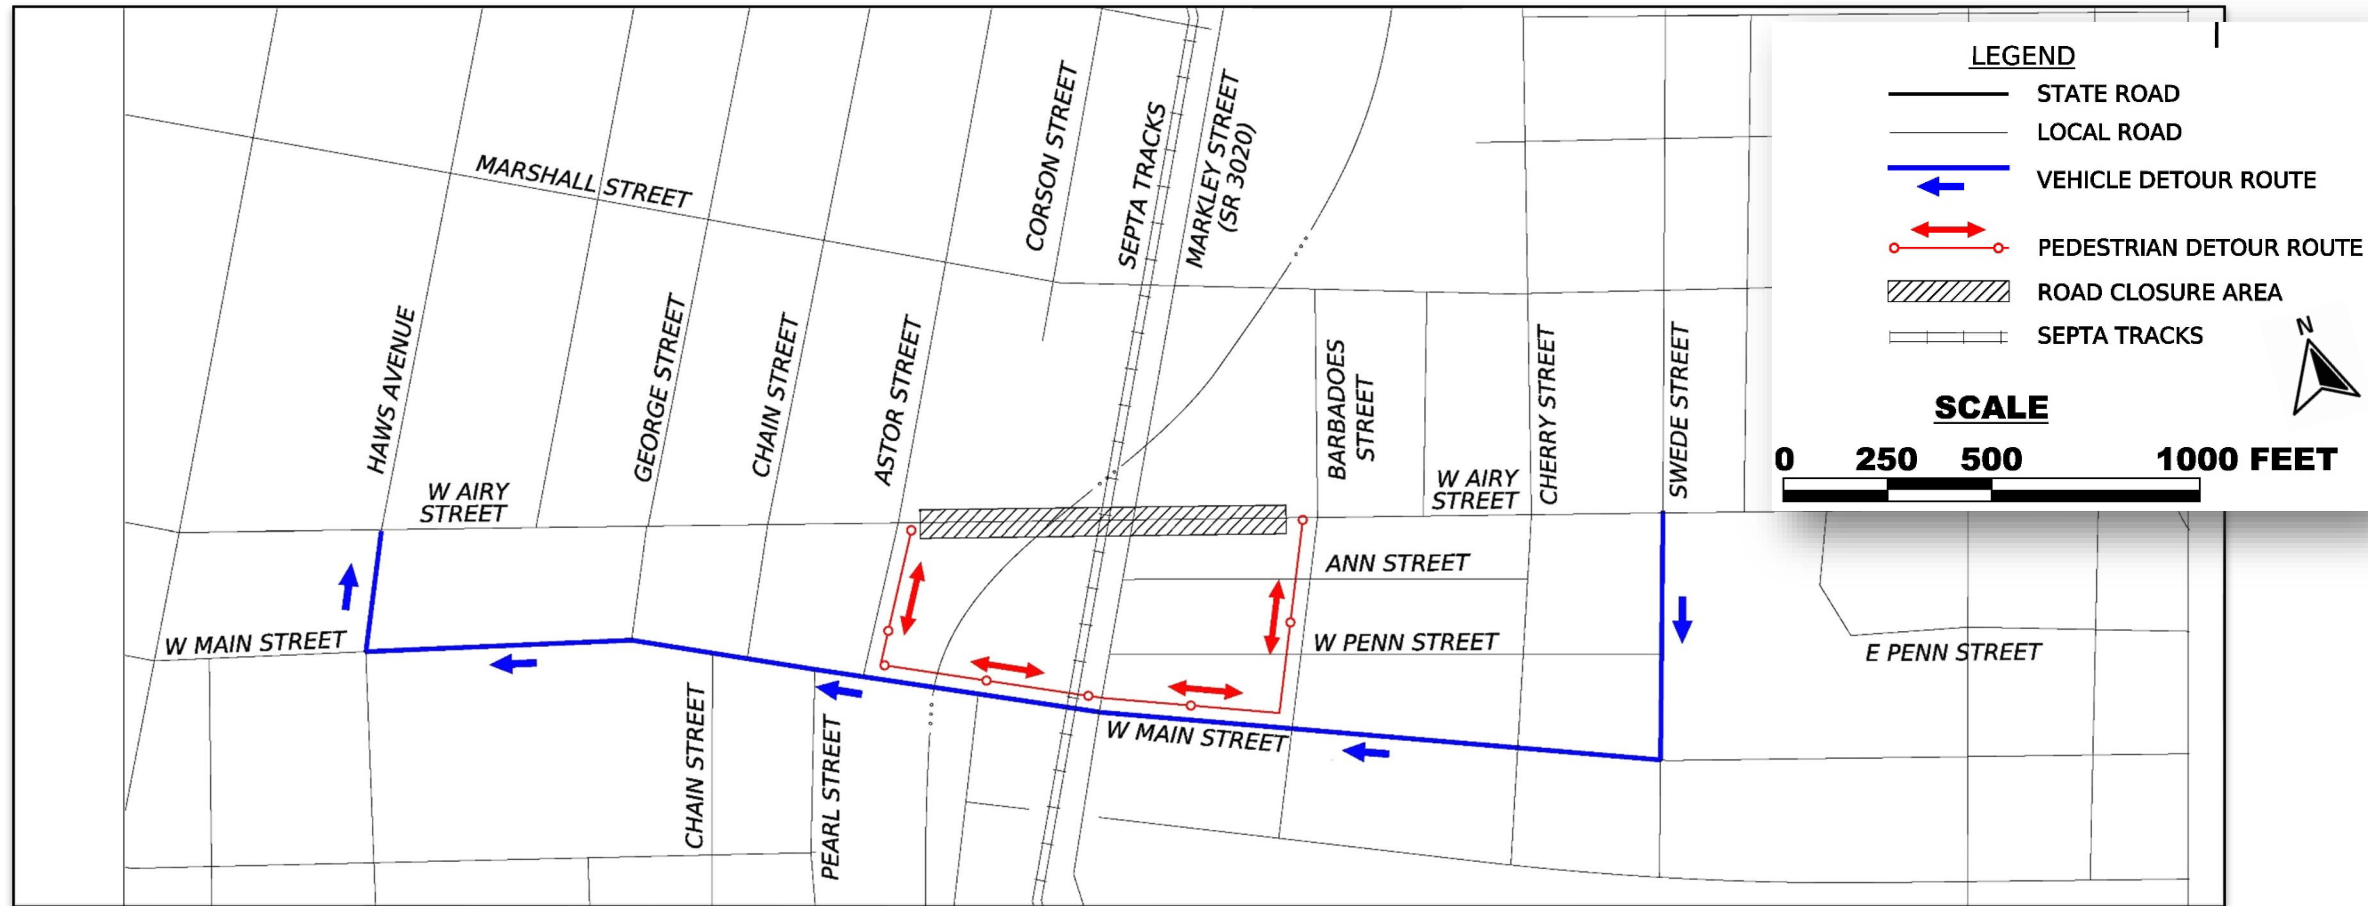 MARSHALL STREET
CORSON STREET
SEPTA TRACKS
MARKLEY STREET
(SR 3020)
HAWS AVENUE
GEORGE STREET
CHAIN STREET
ASTOR STREET
BARBADOES
STREET
CHERRY STREET
SWEDE STREET
W AIRY
STREET
W AIRY
STREET
ANN STREET
W MAIN STREET
W PENN STREET
E PENN STREET
W MAIN STREET
CHAIN STREET
PEARL STREET
LEGEND
STATE ROAD
LOCAL ROAD
VEHICLE DETOUR ROUTE
PEDESTRIAN DETOUR ROUTE
ROAD CLOSURE AREA
SEPTA TRACKS
N
SCALE
0 250 500 1000 FEET